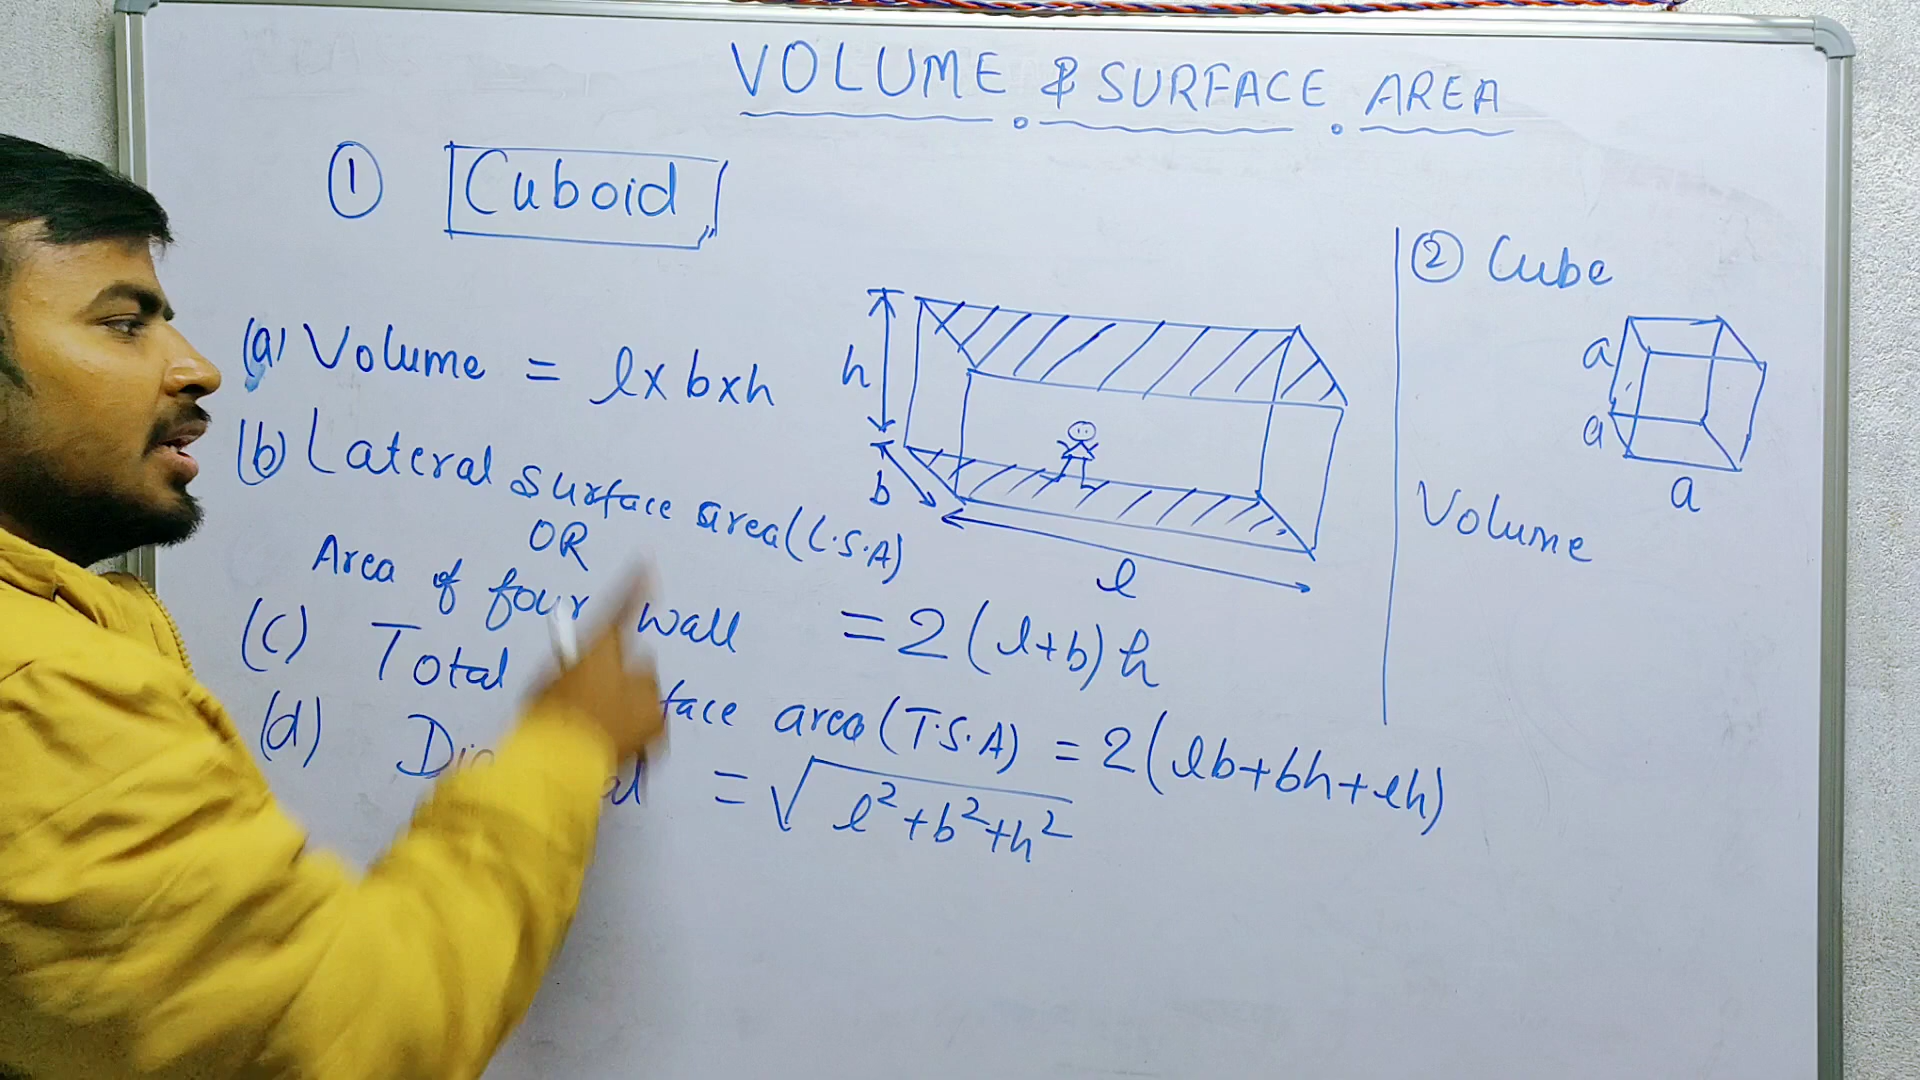 VOLUME & SURFACE AREA
① Cuboid
(a) Volume = l x b x h
(b) Lateral surface area (L.S.A)
OR
Area of four wall = 2(l+b)h
(c) Total face area (T.S.A) = 2(lb+bh+lh)
(d) = √l²+b²+h²
h
b
l
② Cube
a
a
a
Volume